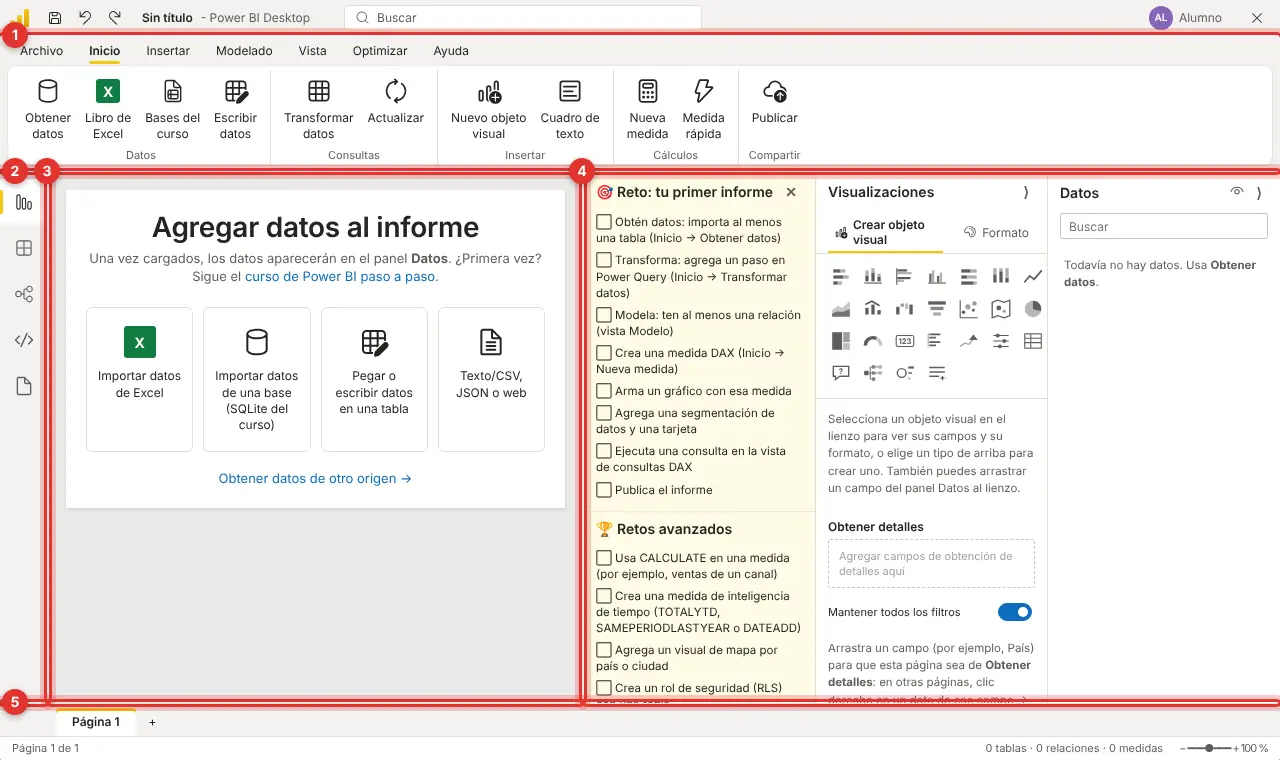 Sin título - Power BI Desktop
Buscar
AL Alumno
1
Archivo Inicio Insertar Modelado Vista Optimizar Ayuda
Obtener datos
Libro de Excel
Bases del curso
Escribir datos
Datos
Transformar datos
Actualizar
Consultas
Nuevo objeto visual
Cuadro de texto
Insertar
Nueva medida
Medida rápida
Cálculos
Publicar
Compartir
2
3
4
Agregar datos al informe
Una vez cargados, los datos aparecerán en el panel Datos. ¿Primera vez?
Sigue el curso de Power BI paso a paso.
Importar datos
de Excel
Importar datos
de una base
(SQLite del
curso)
Pegar o
escribir datos
en una tabla
Texto/CSV,
JSON o web
Obtener datos de otro origen →
🎯 Reto: tu primer informe ✕
Obtén datos: importa al menos
una tabla (Inicio → Obtener datos)
Transforma: agrega un paso en
Power Query (Inicio → Transformar
datos)
Modela: ten al menos una relación
(vista Modelo)
Crea una medida DAX (Inicio →
Nueva medida)
Arma un gráfico con esa medida
Agrega una segmentación de
datos y una tarjeta
Ejecuta una consulta en la vista
de consultas DAX
Publica el informe
🏆 Retos avanzados
Usa CALCULATE en una medida
(por ejemplo, ventas de un canal)
Crea una medida de inteligencia
de tiempo (TOTALYTD,
SAMEPERIODLASTYEAR o DATEADD)
Agrega un visual de mapa por
país o ciudad
Crea un rol de seguridad (RLS)
Visualizaciones
Crear objeto
visual
Formato
123
Selecciona un objeto visual en el
lienzo para ver sus campos y su
formato, o elige un tipo de arriba para
crear uno. También puedes arrastrar
un campo del panel Datos al lienzo.
Obtener detalles
Agregar campos de obtención de
detalles aquí
Mantener todos los filtros
Arrastra un campo (por ejemplo, País)
para que esta página sea de Obtener
detalles: en otras páginas, clic
derecho en un dato de ese campo →
Datos
Buscar
Todavía no hay datos. Usa Obtener
datos.
5
Página 1 +
Página 1 de 1
0 tablas · 0 relaciones · 0 medidas
− + 100 %